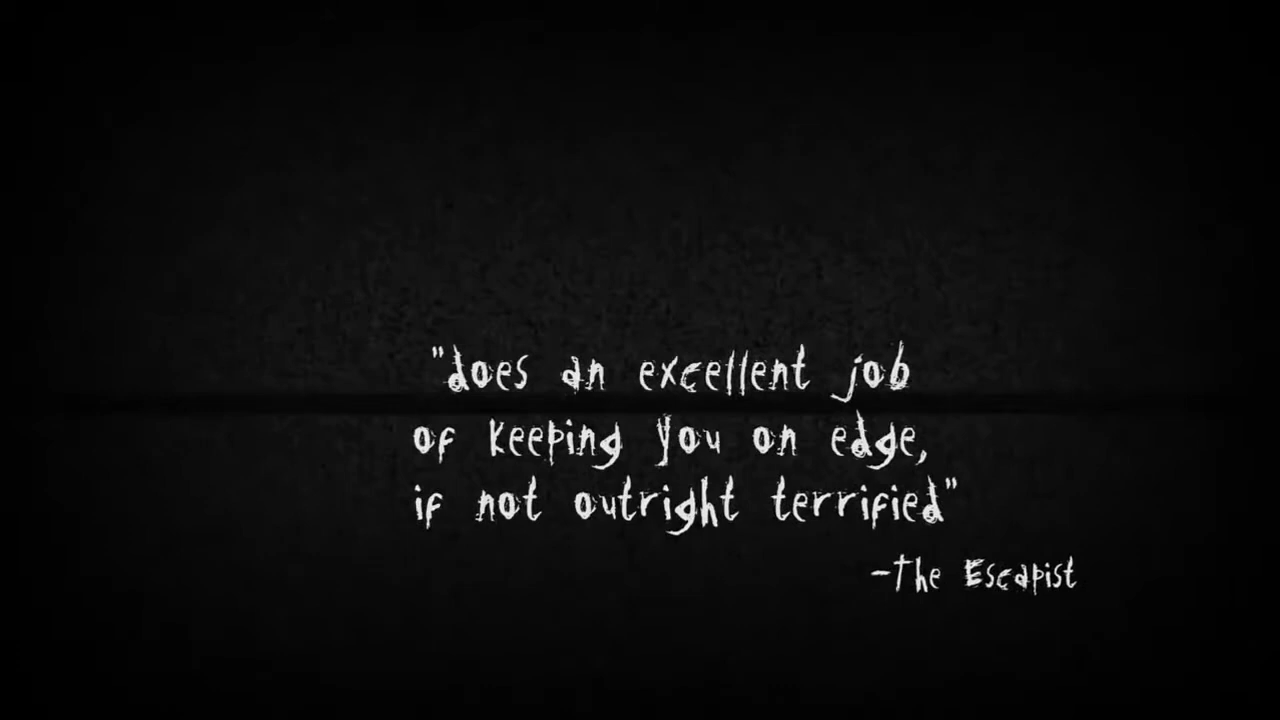 "does an excellent job
of keeping you on edge,
if not outright terrified"
-The Escapist